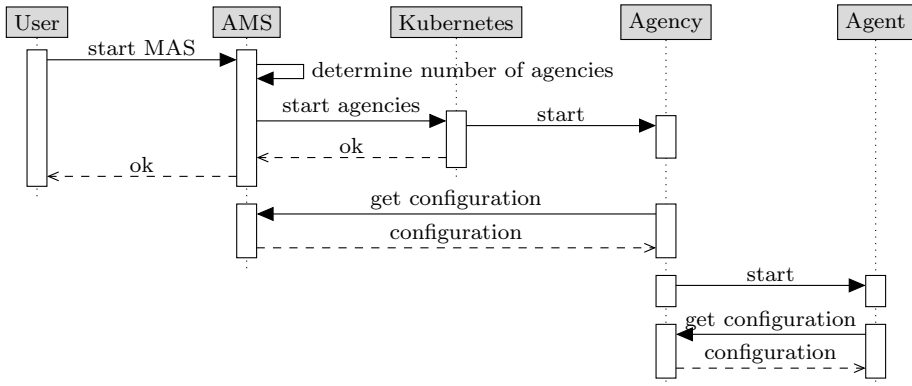 User AMS Kubernetes Agency Agent
start MAS
determine number of agencies
start agencies start
ok
ok
get configuration
configuration
start
get configuration
configuration